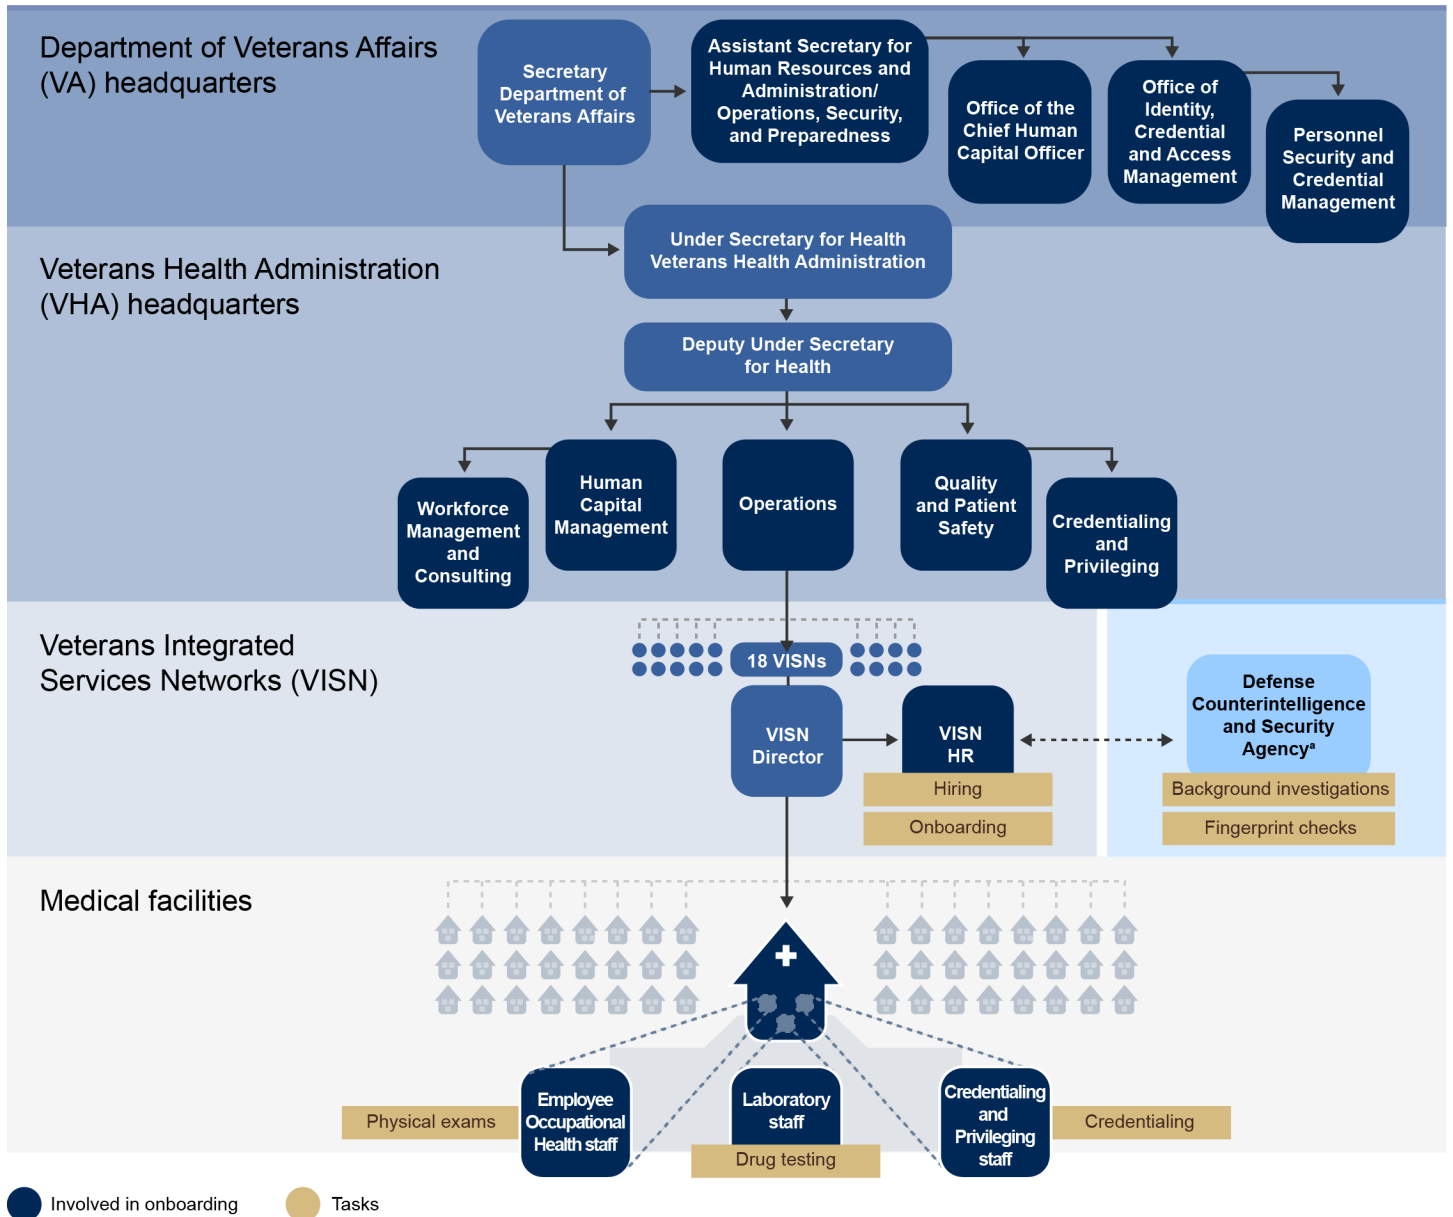 Department of Veterans Affairs
(VA) headquarters
Secretary
Department of
Veterans Affairs
Assistant Secretary for
Human Resources and
Administration/
Operations, Security,
and Preparedness
Office of the
Chief Human
Capital Officer
Office of
Identity,
Credential
and Access
Management
Personnel
Security and
Credential
Management
Veterans Health Administration
(VHA) headquarters
Under Secretary for Health
Veterans Health Administration
Deputy Under Secretary
for Health
Workforce
Management
and
Consulting
Human
Capital
Management
Operations
Quality
and Patient
Safety
Credentialing
and
Privileging
Veterans Integrated
Services Networks (VISN)
18 VISNs
VISN
Director
VISN
HR
Hiring
Onboarding
Defense
Counterintelligence
and Security
Agencyᵃ
Background investigations
Fingerprint checks
Medical facilities
Physical exams
Employee
Occupational
Health staff
Laboratory
staff
Drug testing
Credentialing
and
Privileging
staff
Credentialing
Involved in onboarding
Tasks